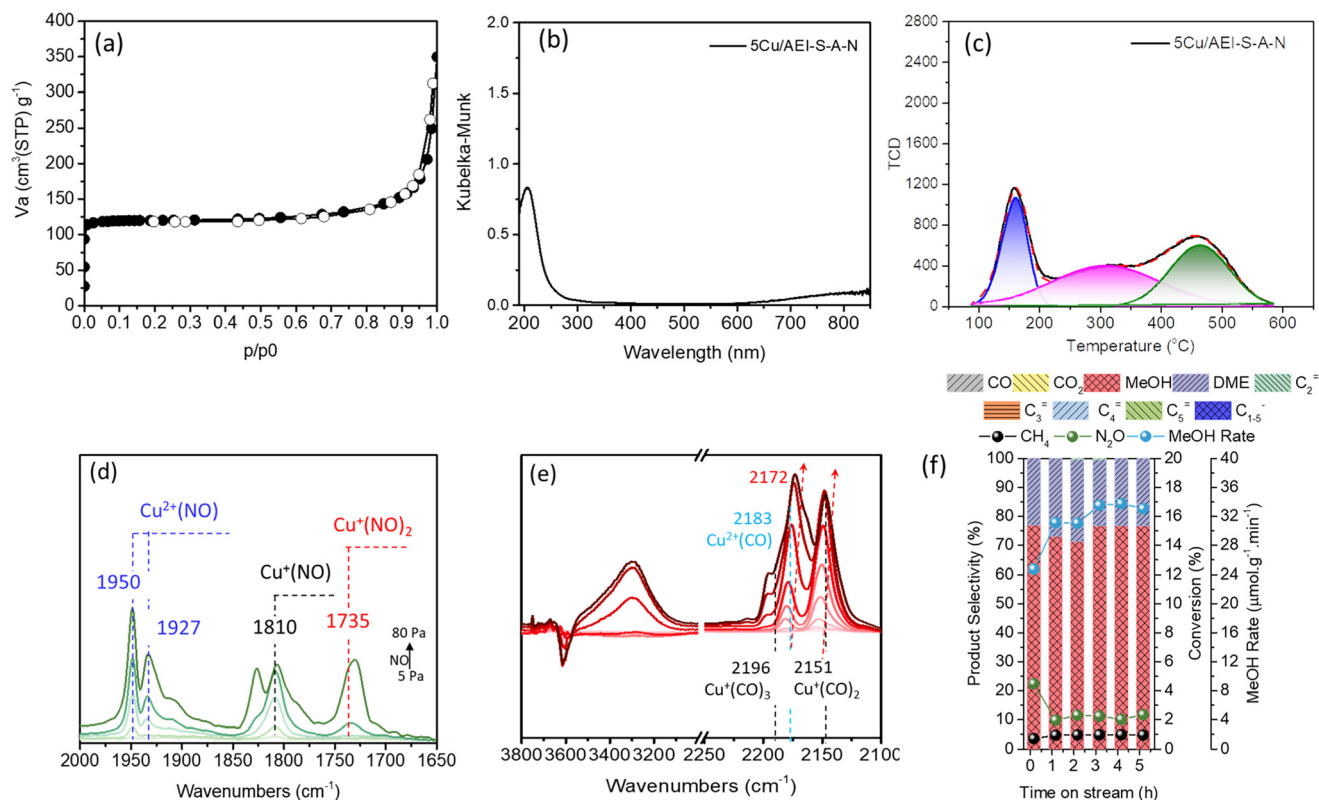 (a)
Va (cm³(STP) g⁻¹)
400
350
300
250
200
150
100
50
0
0.0 0.1 0.2 0.3 0.4 0.5 0.6 0.7 0.8 0.9 1.0
p/p0
(b)
5Cu/AEI-S-A-N
Kubelka-Munk
2.0
1.5
1.0
0.5
0.0
200 300 400 500 600 700 800
Wavelength (nm)
(c)
5Cu/AEI-S-A-N
TCD
2800
2400
2000
1600
1200
800
400
0
100 200 300 400 500 600
Temperature (°C)
(d)
Cu²⁺(NO)
Cu⁺(NO)₂
Cu⁺(NO)
1950
1927
1810
1735
80 Pa
NO
5 Pa
2000 1950 1900 1850 1800 1750 1700 1650
Wavenumbers (cm⁻¹)
(e)
2172
2183
Cu²⁺(CO)
2196
Cu⁺(CO)₃
2151
Cu⁺(CO)₂
3800 3600 3200 2250 2200 2150 2100
Wavenumbers (cm⁻¹)
CO CO₂ MeOH DME C₂⁼
C₃⁼ C₄⁼ C₅⁼ C₁₋₅⁻
CH₄ N₂O MeOH Rate
(f)
Product Selectivity (%)
100
90
80
70
60
50
40
30
20
10
0
0 1 2 3 4 5
Time on stream (h)
20
18
16
14
12
10
8
6
4
2
0
Conversion (%)
40
35
30
25
20
15
10
5
0
MeOH Rate (μmol.g⁻¹.min⁻¹)